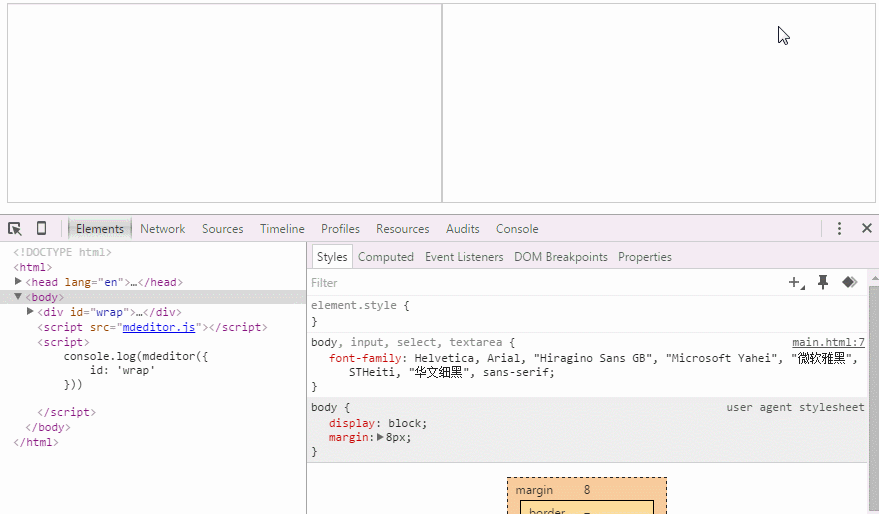 Elements Network Sources Timeline Profiles Resources Audits Console
<!DOCTYPE html>
<html>
<head lang="en">…</head>
<body>
<div id="wrap">…</div>
<script src="mdeditor.js"></script>
<script>
console.log(mdeditor({
id: 'wrap'
}))
</script>
</body>
</html>
Styles Computed Event Listeners DOM Breakpoints Properties
Filter
element.style {
}
body, input, select, textarea { main.html:7
font-family: Helvetica, Arial, "Hiragino Sans GB", "Microsoft Yahei", "微软雅黑",
STHeiti, "华文细黑", sans-serif;
}
body { user agent stylesheet
display: block;
margin: 8px;
}
margin 8
border –